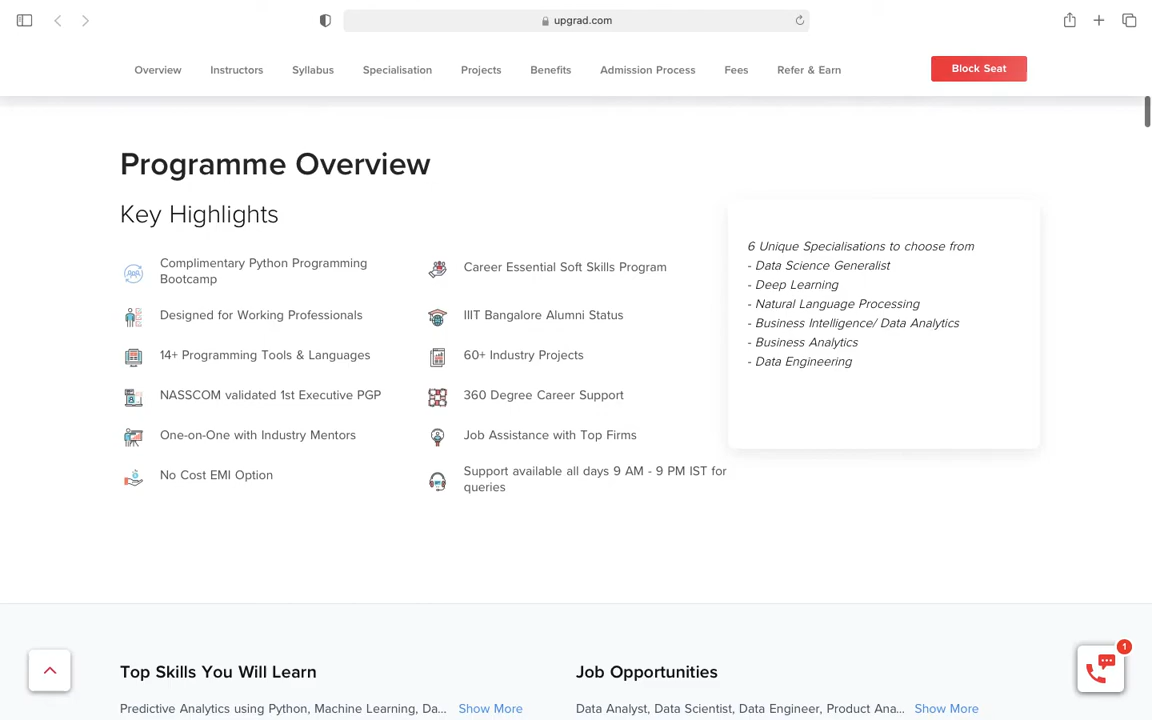 upgrad.com
Overview
Instructors
Syllabus
Specialisation
Projects
Benefits
Admission Process
Fees
Refer & Earn
Block Seat
Programme Overview
Key Highlights
Complimentary Python Programming
Bootcamp
Career Essential Soft Skills Program
Designed for Working Professionals
IIIT Bangalore Alumni Status
14+ Programming Tools & Languages
60+ Industry Projects
NASSCOM validated 1st Executive PGP
360 Degree Career Support
One-on-One with Industry Mentors
Job Assistance with Top Firms
No Cost EMI Option
Support available all days 9 AM - 9 PM IST for
queries
6 Unique Specialisations to choose from
- Data Science Generalist
- Deep Learning
- Natural Language Processing
- Business Intelligence/ Data Analytics
- Business Analytics
- Data Engineering
Top Skills You Will Learn
Predictive Analytics using Python, Machine Learning, Da... Show More
Job Opportunities
Data Analyst, Data Scientist, Data Engineer, Product Ana... Show More
1